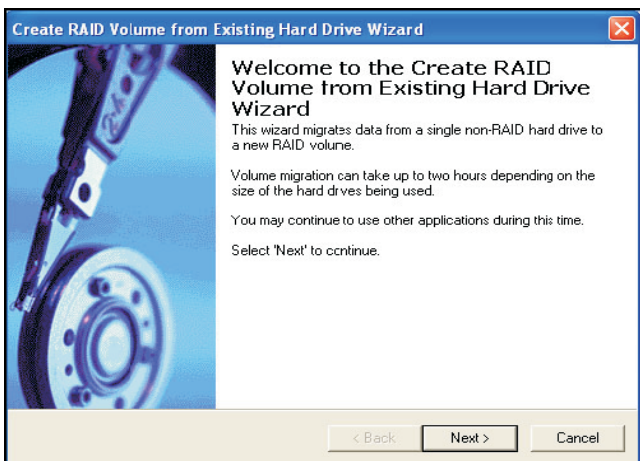 Create RAID Volume from Existing Hard Drive Wizard
Welcome to the Create RAID
Volume from Existing Hard Drive
Wizard
This wizard migrates data from a single non-RAID hard drive to
a new RAID volume.
Volume migration can take up to two hours depending on the
size of the hard drives being used.
You may continue to use other applications during this time.
Select 'Next' to continue.
< Back
Next >
Cancel